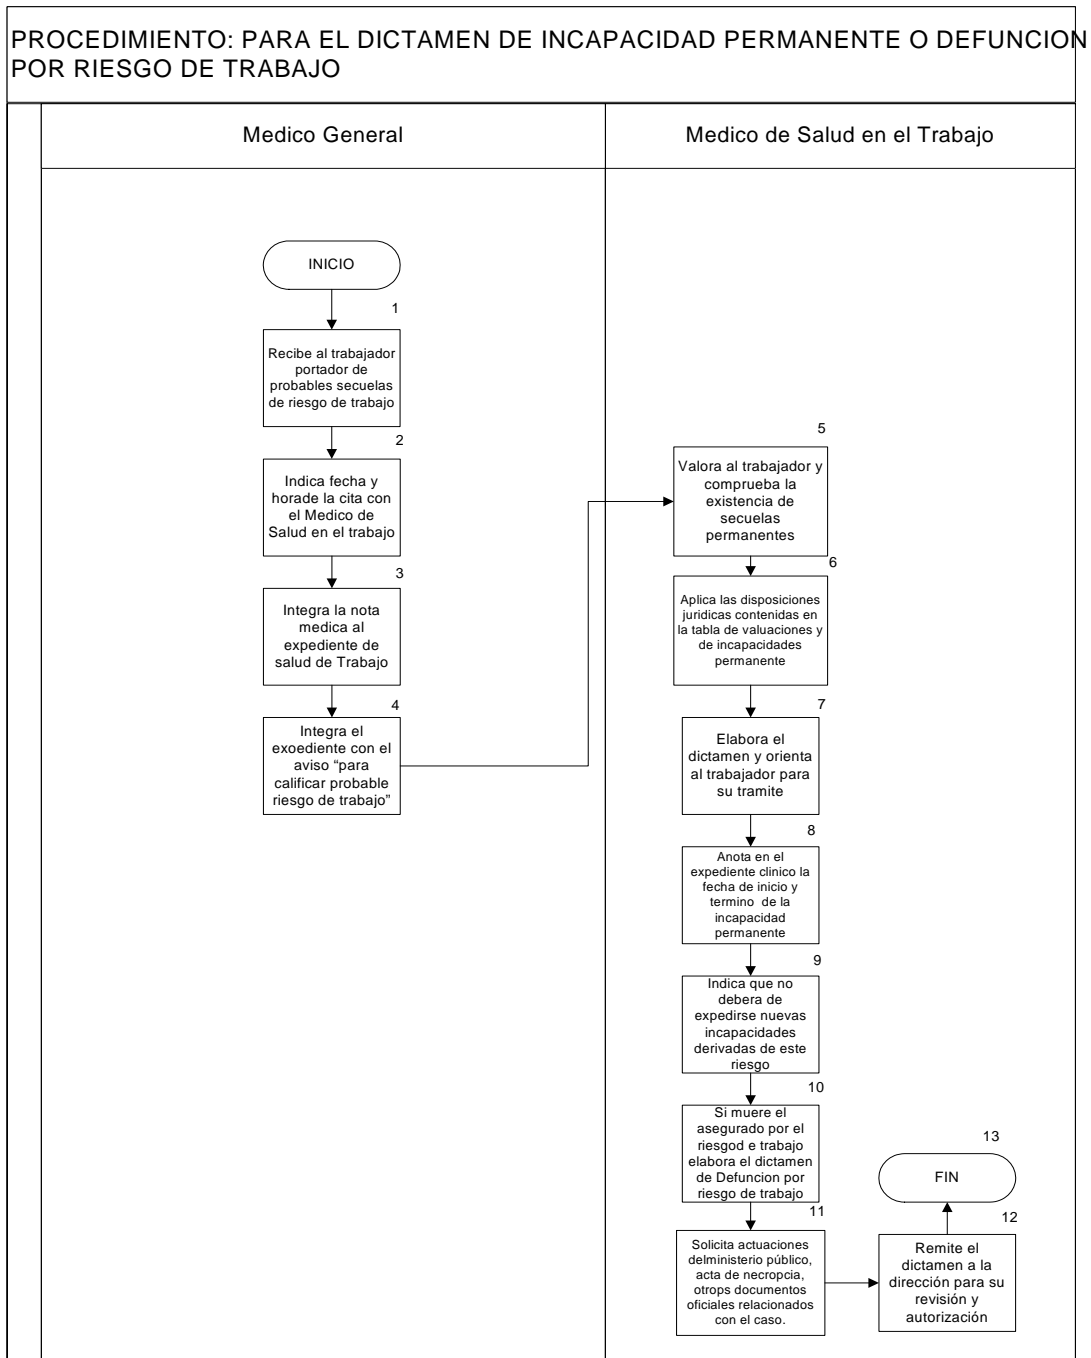 PROCEDIMIENTO: PARA EL DICTAMEN DE INCAPACIDAD PERMANENTE O DEFUNCION
POR RIESGO DE TRABAJO
Medico General
Medico de Salud en el Trabajo
INICIO
1
Recibe al trabajador
portador de
probables secuelas
de riesgo de trabajo
2
Indica fecha y
horade la cita con
el Medico de
Salud en el trabajo
3
Integra la nota
medica al
expediente de
salud de Trabajo
4
Integra el
exoediente con el
aviso “para
calificar probable
riesgo de trabajo”
5
Valora al trabajador y
comprueba la
existencia de
secuelas
permanentes
6
Aplica las disposiciones
juridicas contenidas en
la tabla de valuaciones y
de incapacidades
permanente
7
Elabora el
dictamen y orienta
al trabajador para
su tramite
8
Anota en el
expediente clinico la
fecha de inicio y
termino de la
incapacidad
permanente
9
Indica que no
debera de
expedirse nuevas
incapacidades
derivadas de este
riesgo
10
Si muere el
asegurado por el
riesgod e trabajo
elabora el dictamen
de Defuncion por
riesgo de trabajo
11
Solicita actuaciones
delministerio público,
acta de necropcia,
otrops documentos
oficiales relacionados
con el caso.
12
Remite el
dictamen a la
dirección para su
revisión y
autorización
13
FIN